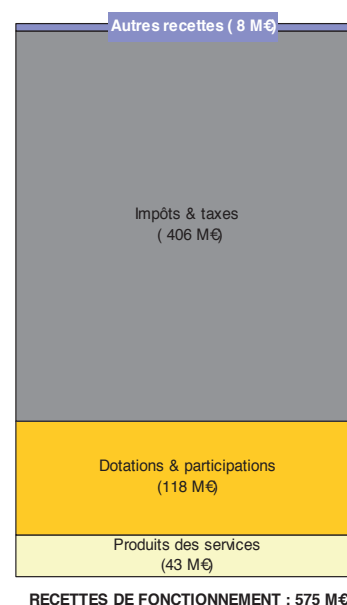 Autres recettes ( 8 M€)
Impôts & taxes
( 406 M€)
Dotations & participations
(118 M€)
Produits des services
(43 M€)
RECETTES DE FONCTIONNEMENT : 575 M€